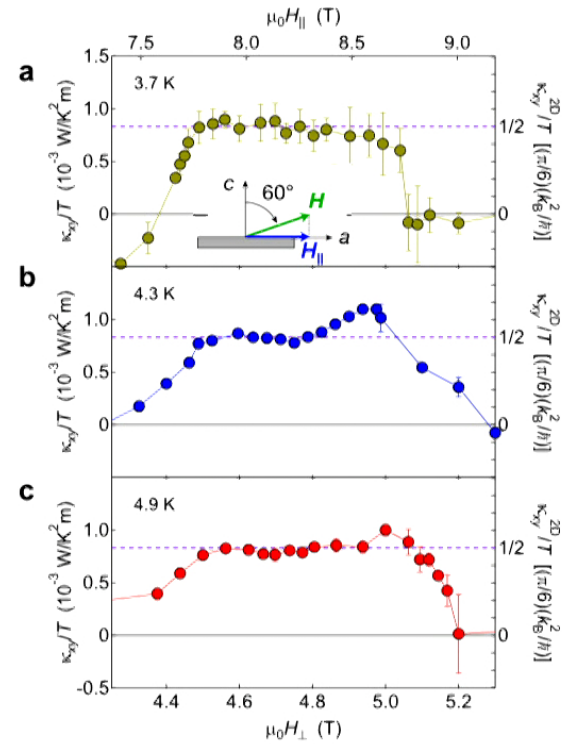 μ₀H∥ (T)
7.5 8.0 8.5 9.0
a
3.7 K
1.5
1.0
0.5
0
κxy/T (10⁻³ W/K²m)
1/2
0
κxy²ᴰ/T [(π/6)(kB²/ℏ)]
c
60°
H
H∥
a
b
4.3 K
1.0
0.5
0
κxy/T (10⁻³ W/K²m)
1/2
0
κxy²ᴰ/T [(π/6)(kB²/ℏ)]
c
4.9 K
1.0
0.5
0
-0.5
κxy/T (10⁻³ W/K²m)
1/2
0
κxy²ᴰ/T [(π/6)(kB²/ℏ)]
4.4 4.6 4.8 5.0 5.2
μ₀H⊥ (T)